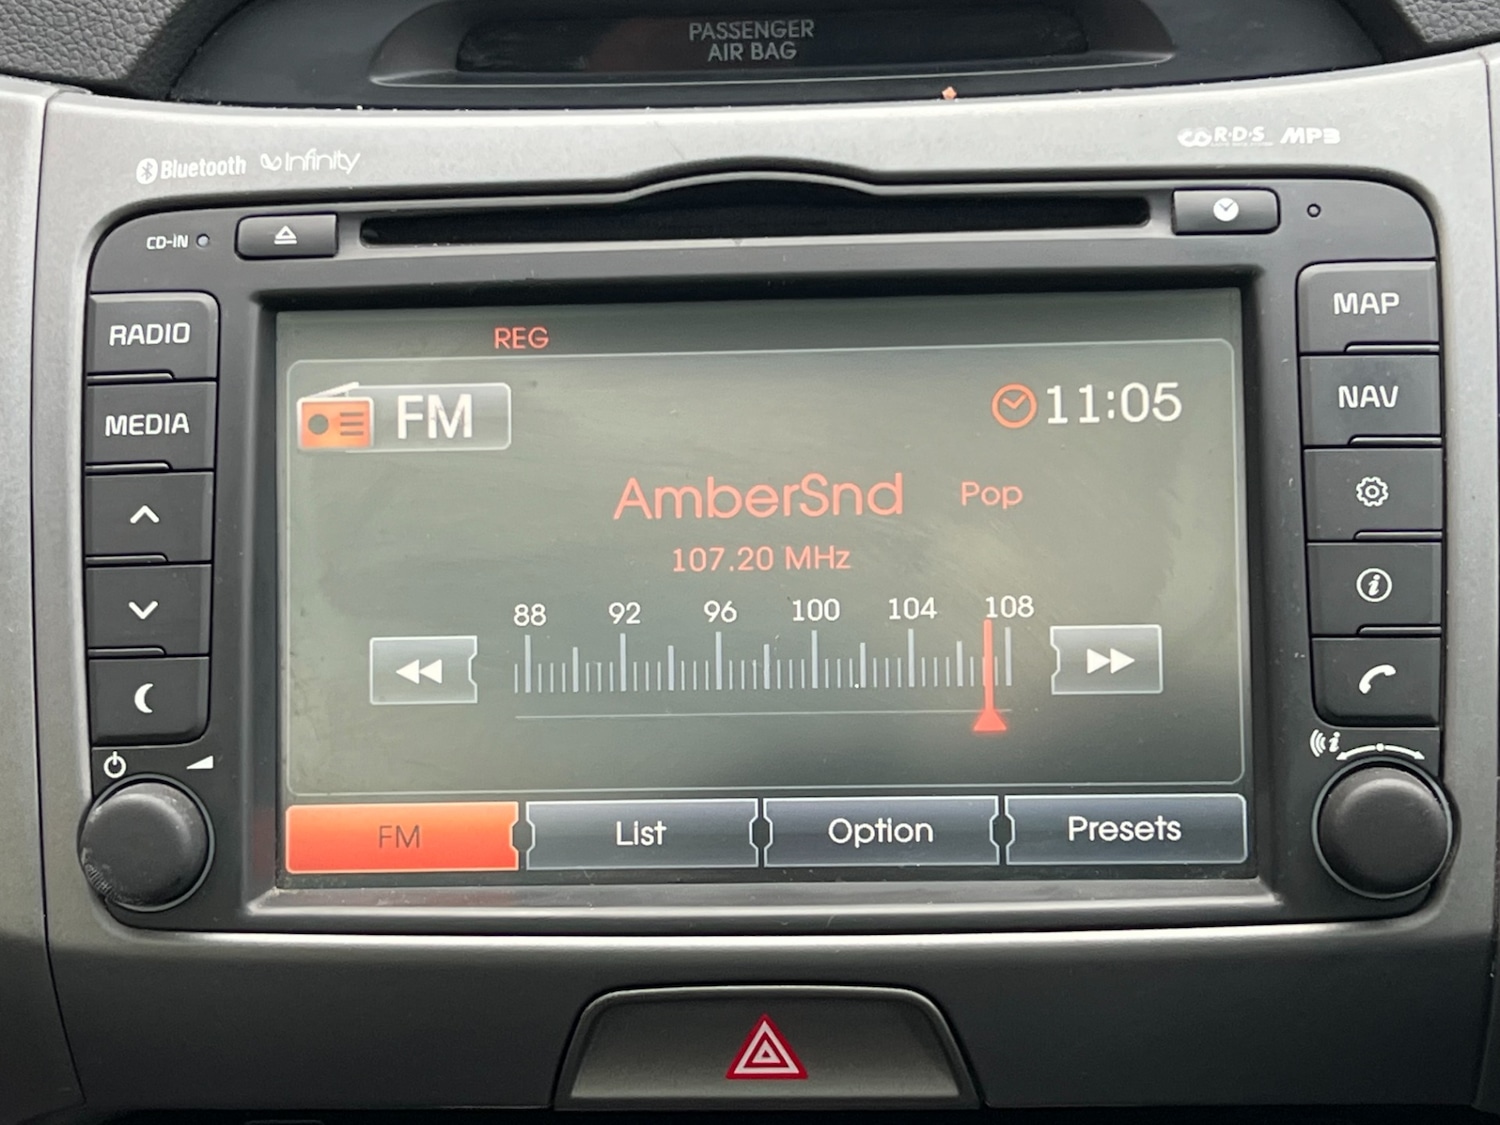 PASSENGER
AIR BAG
Bluetooth Infinity
R·D·S MP3
CD-IN
RADIO
MEDIA
MAP
NAV
REG
FM
11:05
AmberSnd Pop
107.20 MHz
88 92 96 100 104 108
FM List Option Presets